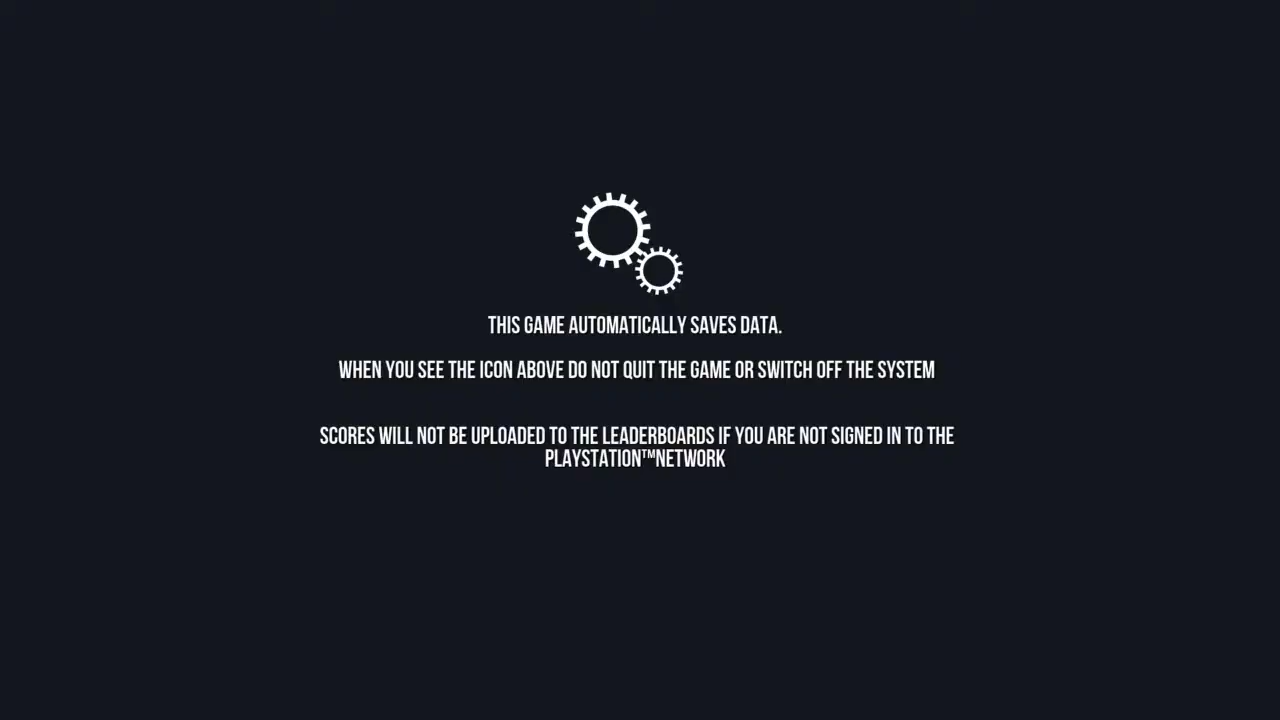 THIS GAME AUTOMATICALLY SAVES DATA.
WHEN YOU SEE THE ICON ABOVE DO NOT QUIT THE GAME OR SWITCH OFF THE SYSTEM
SCORES WILL NOT BE UPLOADED TO THE LEADERBOARDS IF YOU ARE NOT SIGNED IN TO THE
PLAYSTATION™NETWORK